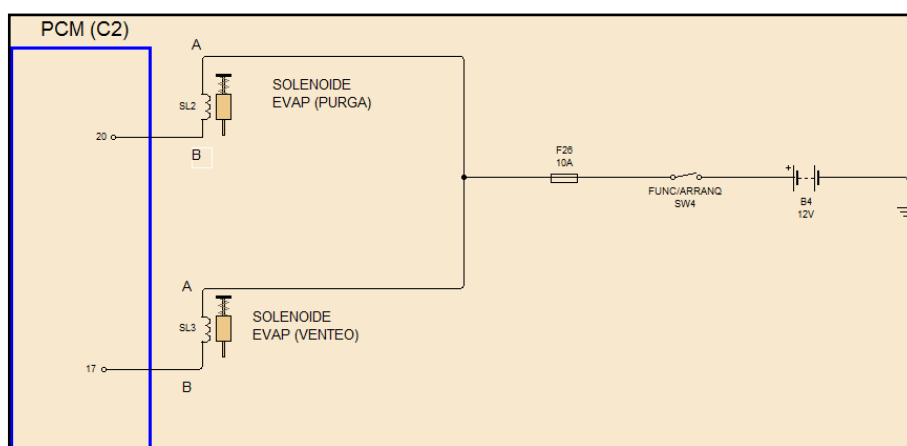 PCM (C2)
A
SOLENOIDE
EVAP (PURGA)
SL2
20
B
F26
10A
FUNC/ARRANQ
SW4
+
B4
12V
A
SOLENOIDE
EVAP (VENTEO)
SL3
17
B